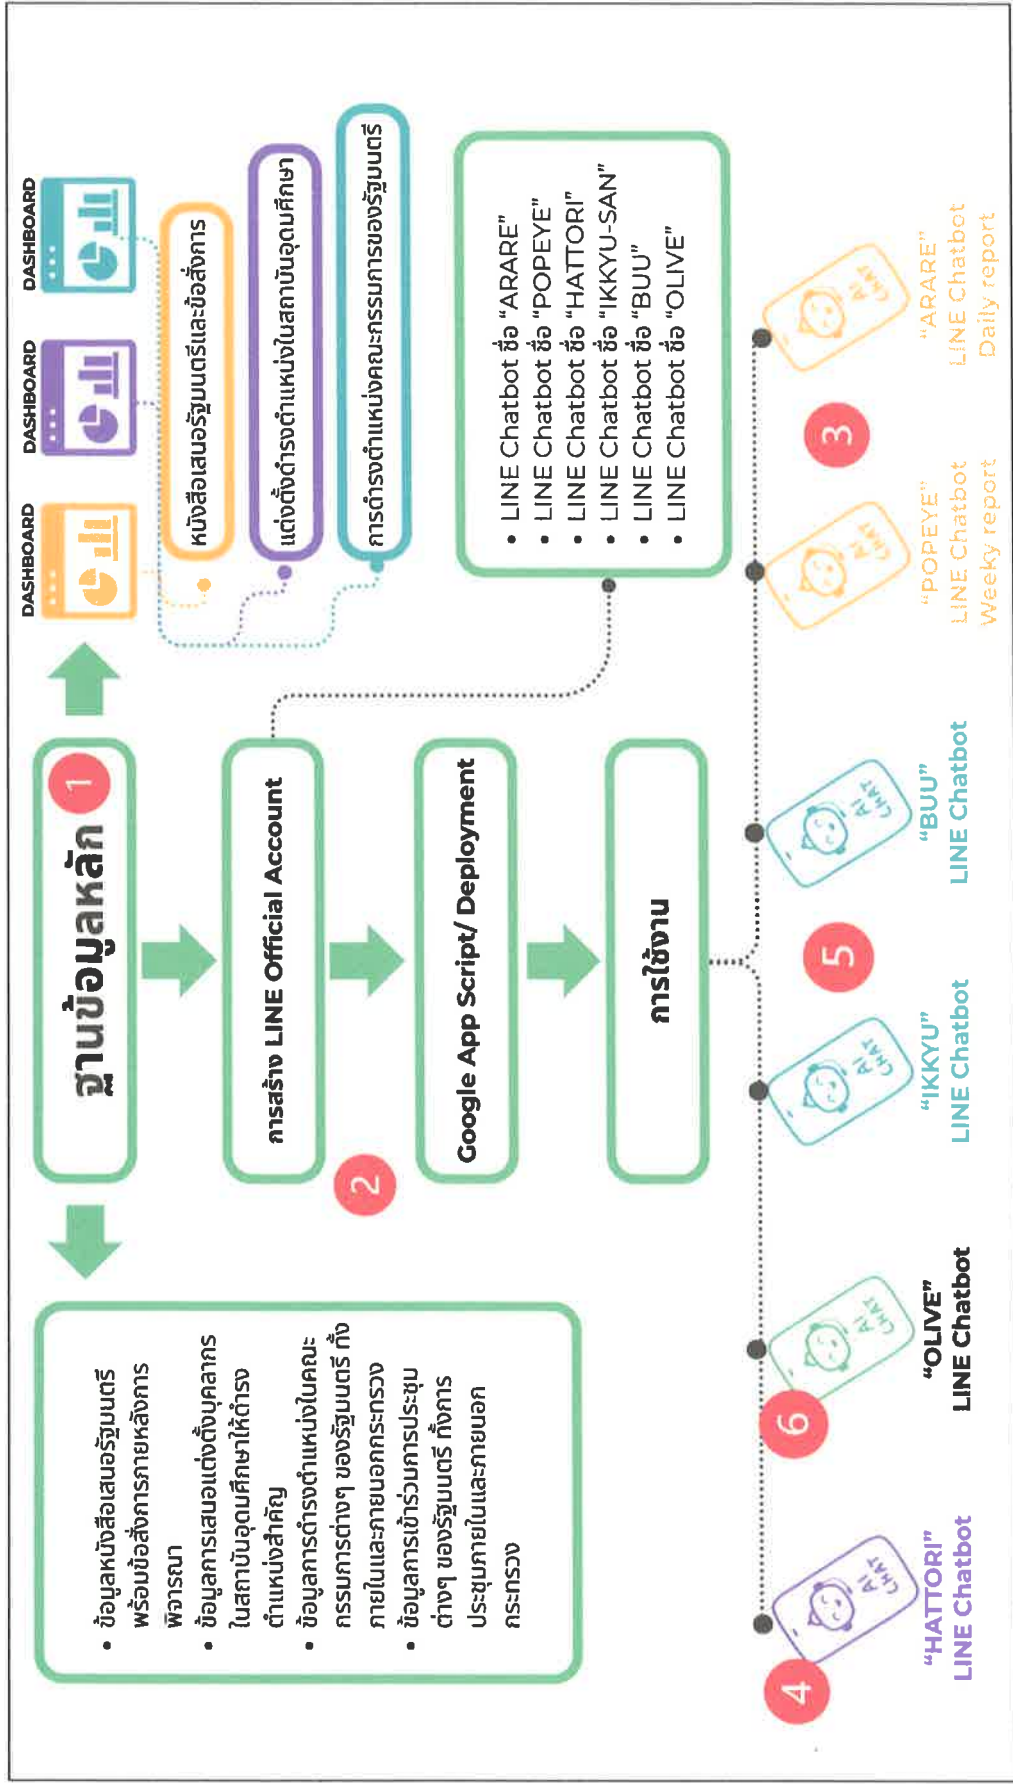 ฐานข้อมูลหลัก
1
DASHBOARD
DASHBOARD
DASHBOARD
หนังสือเสนอรัฐมนตรีและข้อสั่งการ
แต่งตั้งดำรงตำแหน่งในสถาบันอุดมศึกษา
การดำรงตำแหน่งคณะกรรมการของรัฐมนตรี
• ข้อมูลหนังสือเสนอรัฐมนตรี
พร้อมข้อสั่งการภายหลังการ
พิจารณา
• ข้อมูลการเสนอแต่งตั้งบุคลากร
ในสถาบันอุดมศึกษาให้ดำรง
ตำแหน่งสำคัญ
• ข้อมูลการดำรงตำแหน่งในคณะ
กรรมการต่างๆ ของรัฐมนตรี ทั้ง
ภายในและภายนอกกระทรวง
• ข้อมูลการเข้าร่วมการประชุม
ต่างๆ ของรัฐมนตรี ทั้งการ
ประชุมภายในและภายนอก
กระทรวง
การสร้าง LINE Official Account
2
Google App Script/ Deployment
การใช้งาน
• LINE Chatbot ชื่อ “ARARE”
• LINE Chatbot ชื่อ “POPEYE”
• LINE Chatbot ชื่อ “HATTORI”
• LINE Chatbot ชื่อ “IKKYU-SAN”
• LINE Chatbot ชื่อ “BUU”
• LINE Chatbot ชื่อ “OLIVE”
4
AI
CHAT
“HATTORI”
LINE Chatbot
6
AI
CHAT
“OLIVE”
LINE Chatbot
AI
CHAT
“IKKYU”
LINE Chatbot
5
AI
CHAT
“BUU”
LINE Chatbot
AI
CHAT
“POPEYE”
LINE Chatbot
Weekly report
3
AI
CHAT
“ARARE”
LINE Chatbot
Daily report